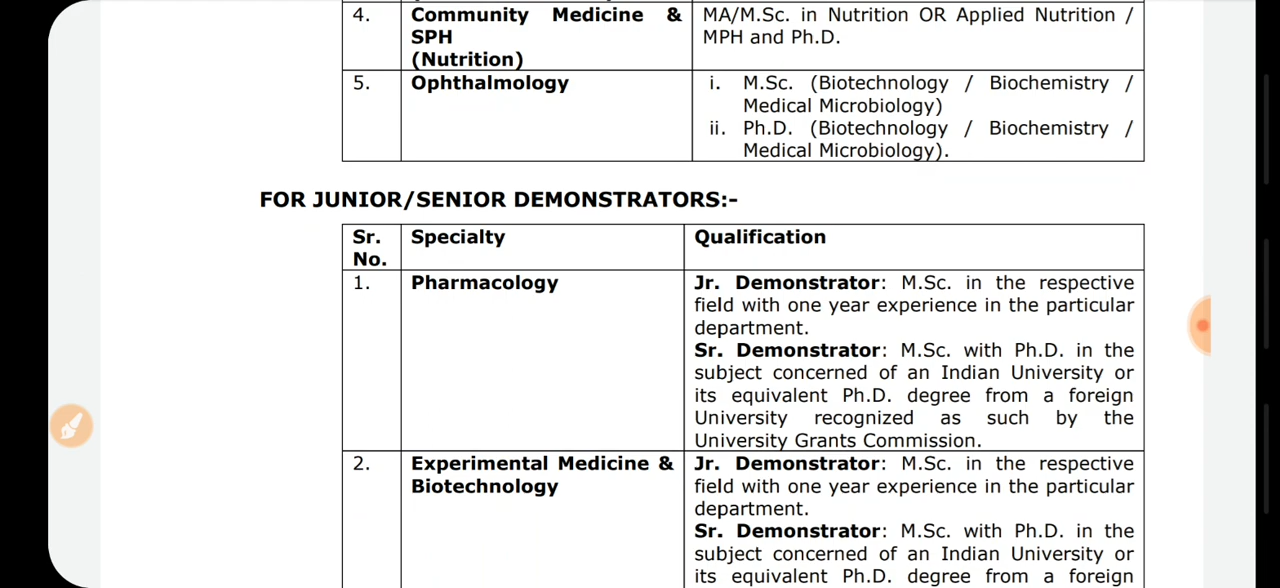 4. Community Medicine & MA/M.Sc. in Nutrition OR Applied Nutrition /
SPH MPH and Ph.D.
(Nutrition)
5. Ophthalmology i. M.Sc. (Biotechnology / Biochemistry /
Medical Microbiology)
ii. Ph.D. (Biotechnology / Biochemistry /
Medical Microbiology).
FOR JUNIOR/SENIOR DEMONSTRATORS:-
Sr. Specialty Qualification
No.
1. Pharmacology Jr. Demonstrator: M.Sc. in the respective
field with one year experience in the particular
department.
Sr. Demonstrator: M.Sc. with Ph.D. in the
subject concerned of an Indian University or
its equivalent Ph.D. degree from a foreign
University recognized as such by the
University Grants Commission.
2. Experimental Medicine & Jr. Demonstrator: M.Sc. in the respective
Biotechnology field with one year experience in the particular
department.
Sr. Demonstrator: M.Sc. with Ph.D. in the
subject concerned of an Indian University or
its equivalent Ph.D. degree from a foreign